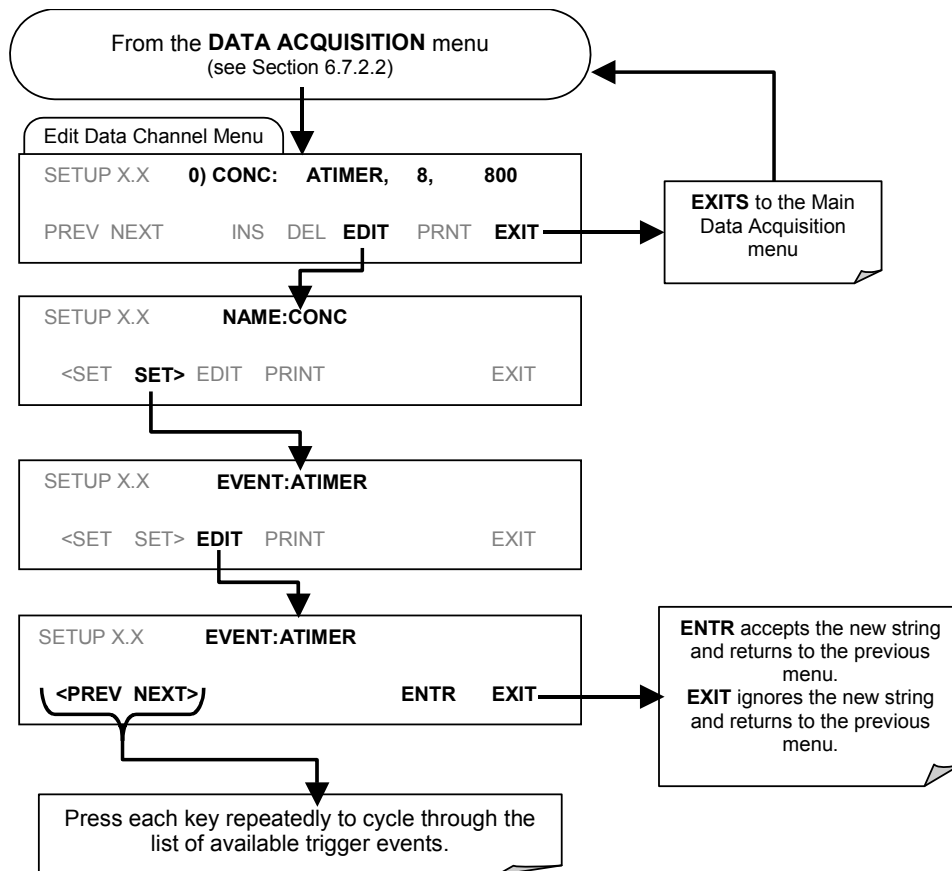 From the DATA ACQUISITION menu
(see Section 6.7.2.2)
Edit Data Channel Menu
SETUP X.X 0) CONC: ATIMER, 8, 800
PREV NEXT INS DEL EDIT PRNT EXIT
EXITS to the Main
Data Acquisition
menu
SETUP X.X NAME:CONC
<SET SET> EDIT PRINT EXIT
SETUP X.X EVENT:ATIMER
<SET SET> EDIT PRINT EXIT
SETUP X.X EVENT:ATIMER
<PREV NEXT> ENTR EXIT
ENTR accepts the new string
and returns to the previous
menu.
EXIT ignores the new string
and returns to the previous
menu.
Press each key repeatedly to cycle through the
list of available trigger events.